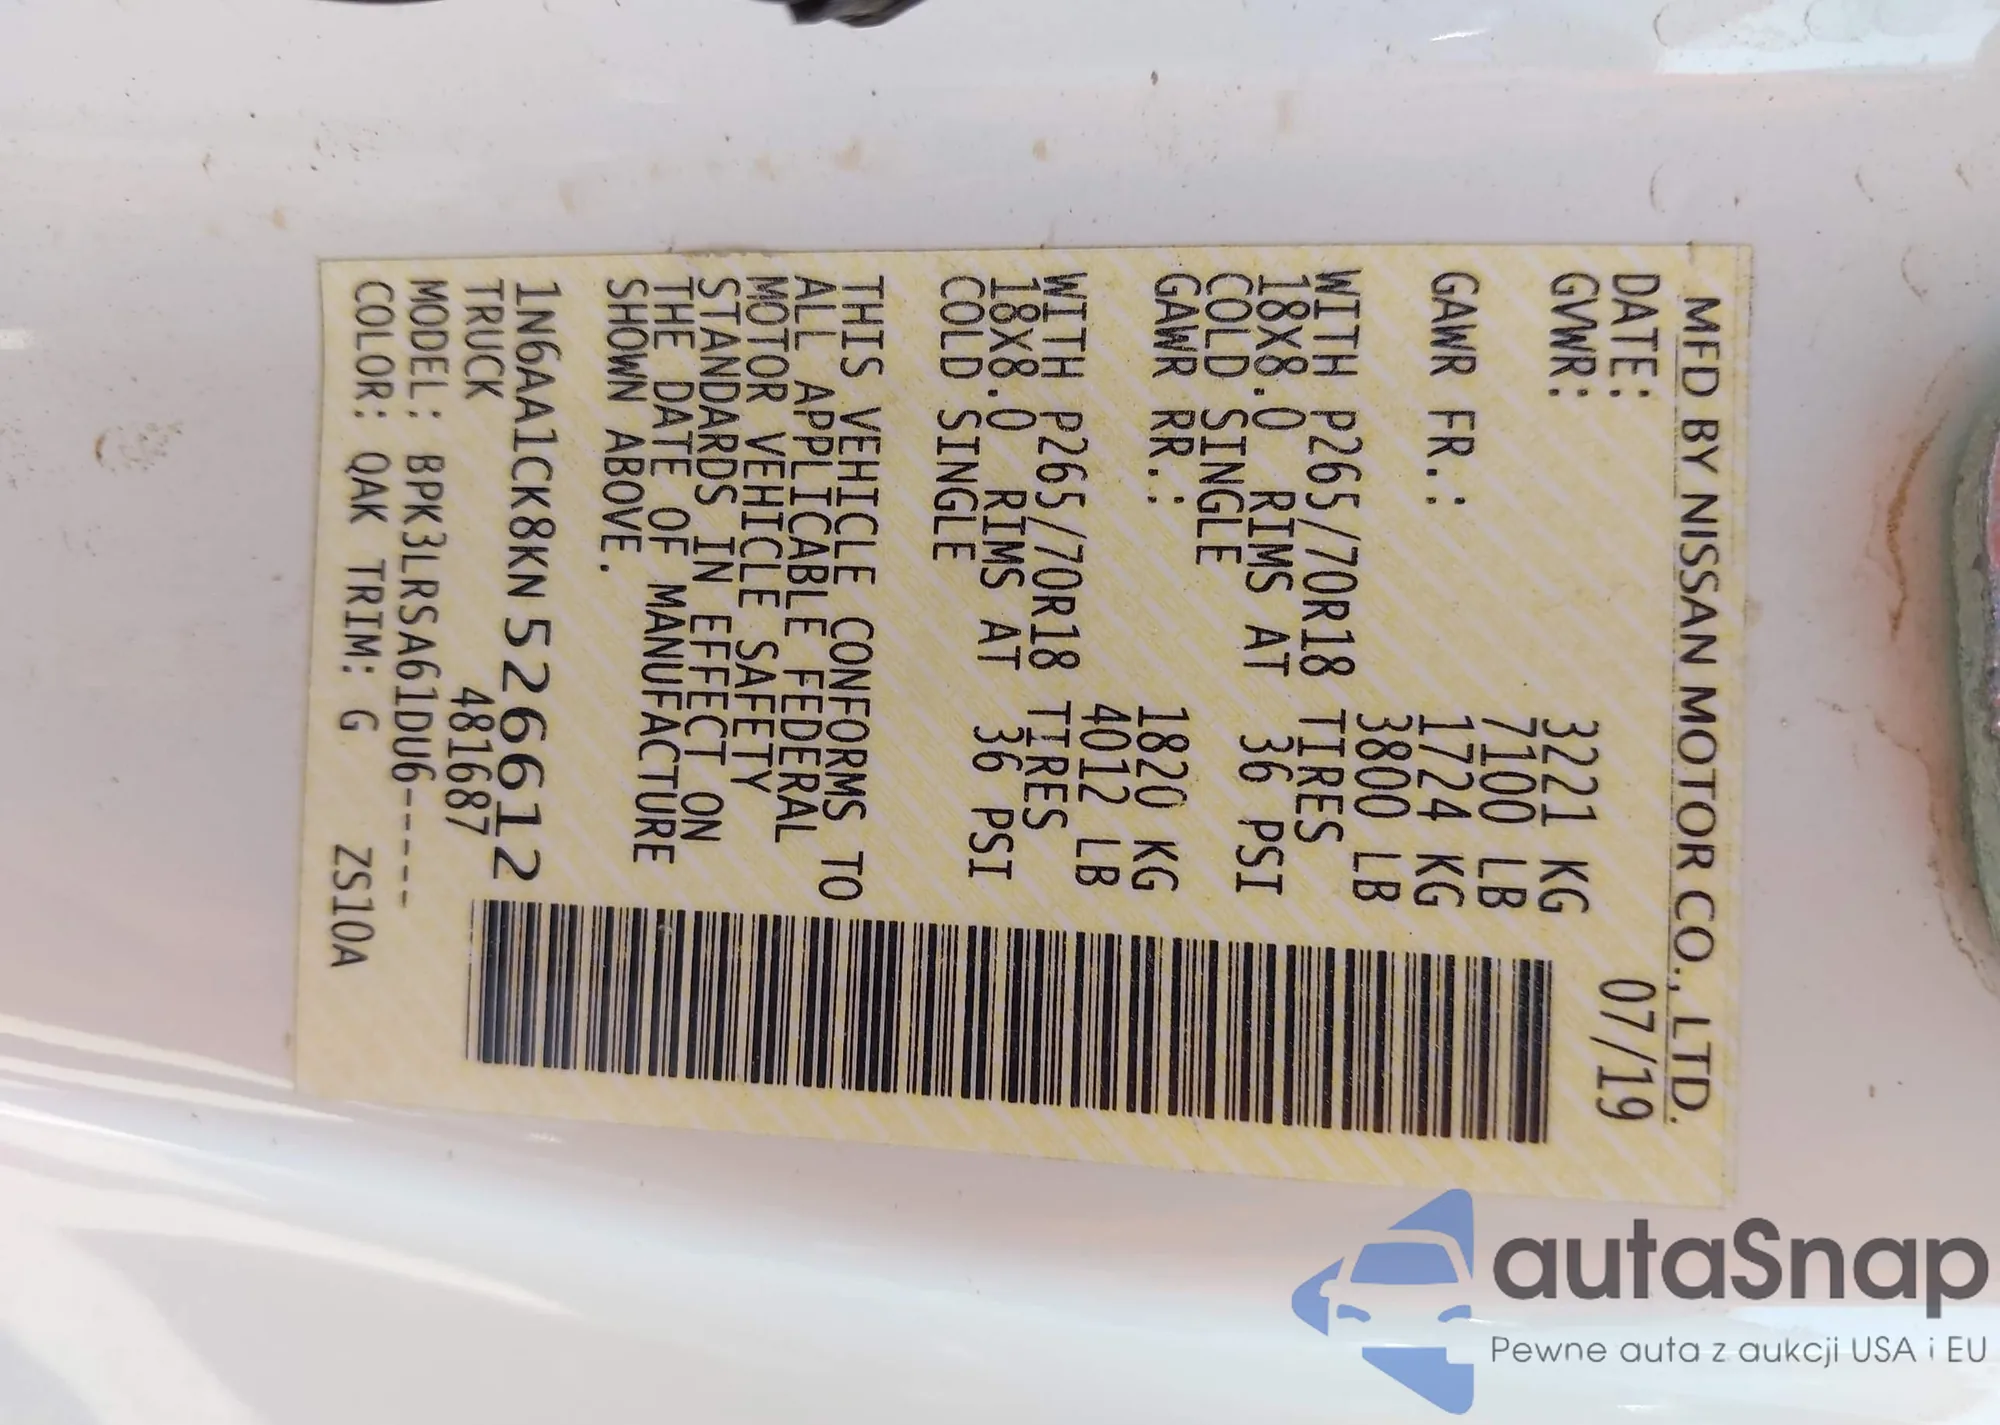 MFD BY NISSAN MOTOR CO., LTD.
DATE: 07/19
GVWR: 3221 KG
7100 LB
GAWR FR.: 1724 KG
3800 LB
WITH P265/70R18 TIRES
18X8.0 RIMS AT 36 PSI
COLD SINGLE
GAWR RR.: 1820 KG
4012 LB
WITH P265/70R18 TIRES
18X8.0 RIMS AT 36 PSI
COLD SINGLE
THIS VEHICLE CONFORMS TO
ALL APPLICABLE FEDERAL
MOTOR VEHICLE SAFETY
STANDARDS IN EFFECT ON
THE DATE OF MANUFACTURE
SHOWN ABOVE.
1N6AA1CK8KN 526612
TRUCK 481687
MODEL: BPK3LRSA61DU6-----
COLOR: QAK TRIM: G ZS10A
autaSnap
Pewne auta z aukcji USA i EU